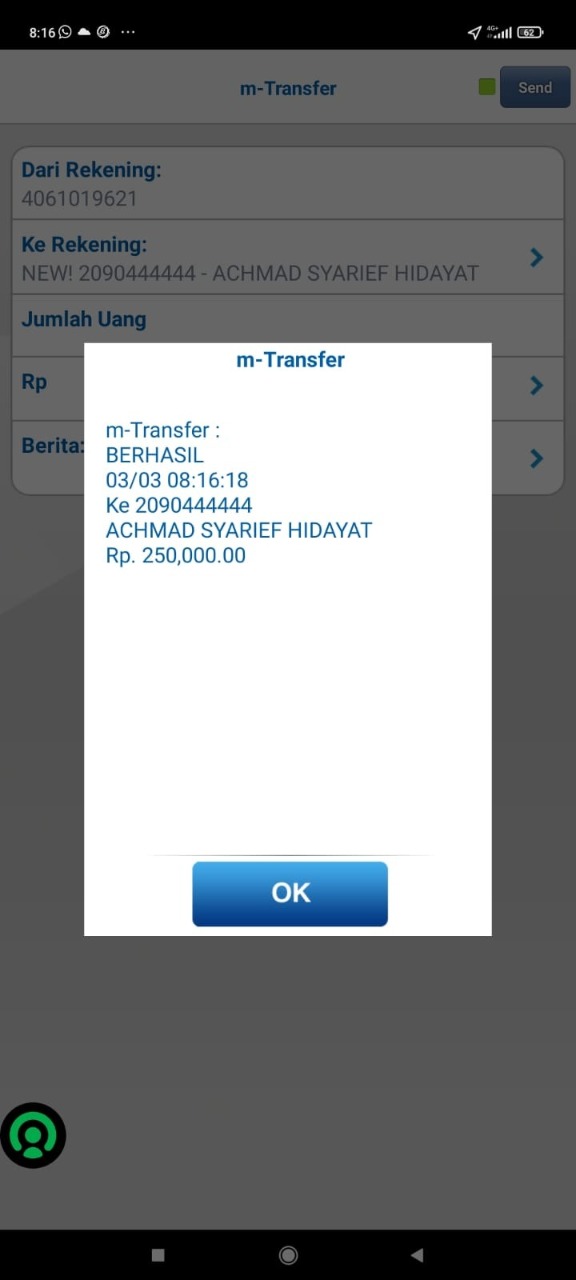 8:16
4G+
62
m-Transfer
Send
Dari Rekening:
4061019621
Ke Rekening:
NEW! 2090444444 - ACHMAD SYARIEF HIDAYAT
Jumlah Uang
Rp
Berita:
m-Transfer
m-Transfer :
BERHASIL
03/03 08:16:18
Ke 2090444444
ACHMAD SYARIEF HIDAYAT
Rp. 250,000.00
OK